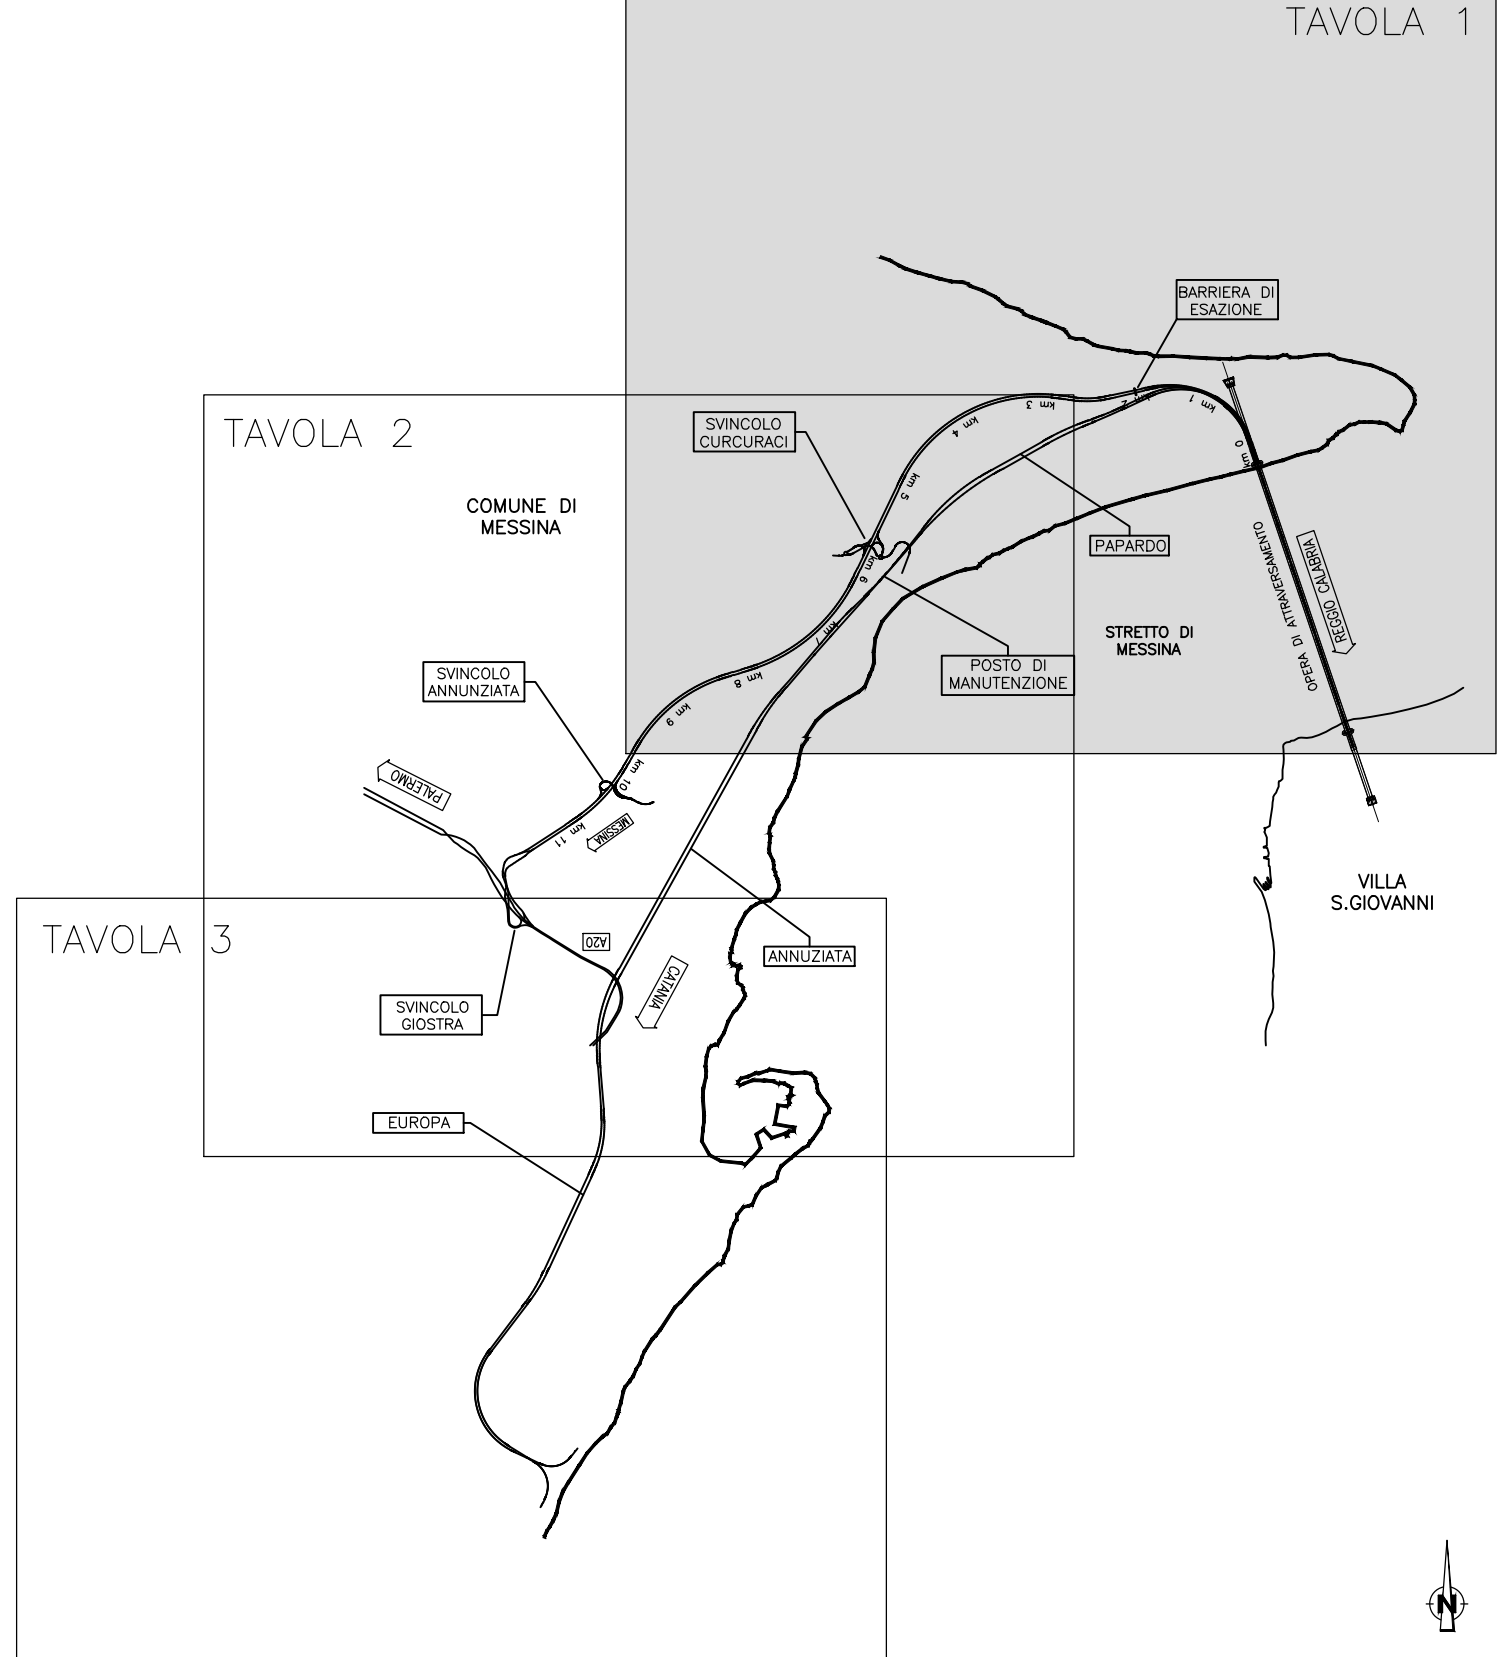 TAVOLA 1
BARRIERA DI
ESAZIONE
km 0
km 1
km 2
km 3
km 4
km 5
TAVOLA 2
SVINCOLO
CURCURACI
COMUNE DI
MESSINA
PAPARDO
OPERA DI ATTRAVERSAMENTO
REGGIO CALABRIA
km 6
km 7
STRETTO DI
MESSINA
POSTO DI
MANUTENZIONE
SVINCOLO
ANNUNZIATA
km 8
km 9
km 10
PALERMO
km 11
MESSINA
VILLA
S.GIOVANNI
TAVOLA 3
A20
ANNUZIATA
CATANIA
SVINCOLO
GIOSTRA
EUROPA
N